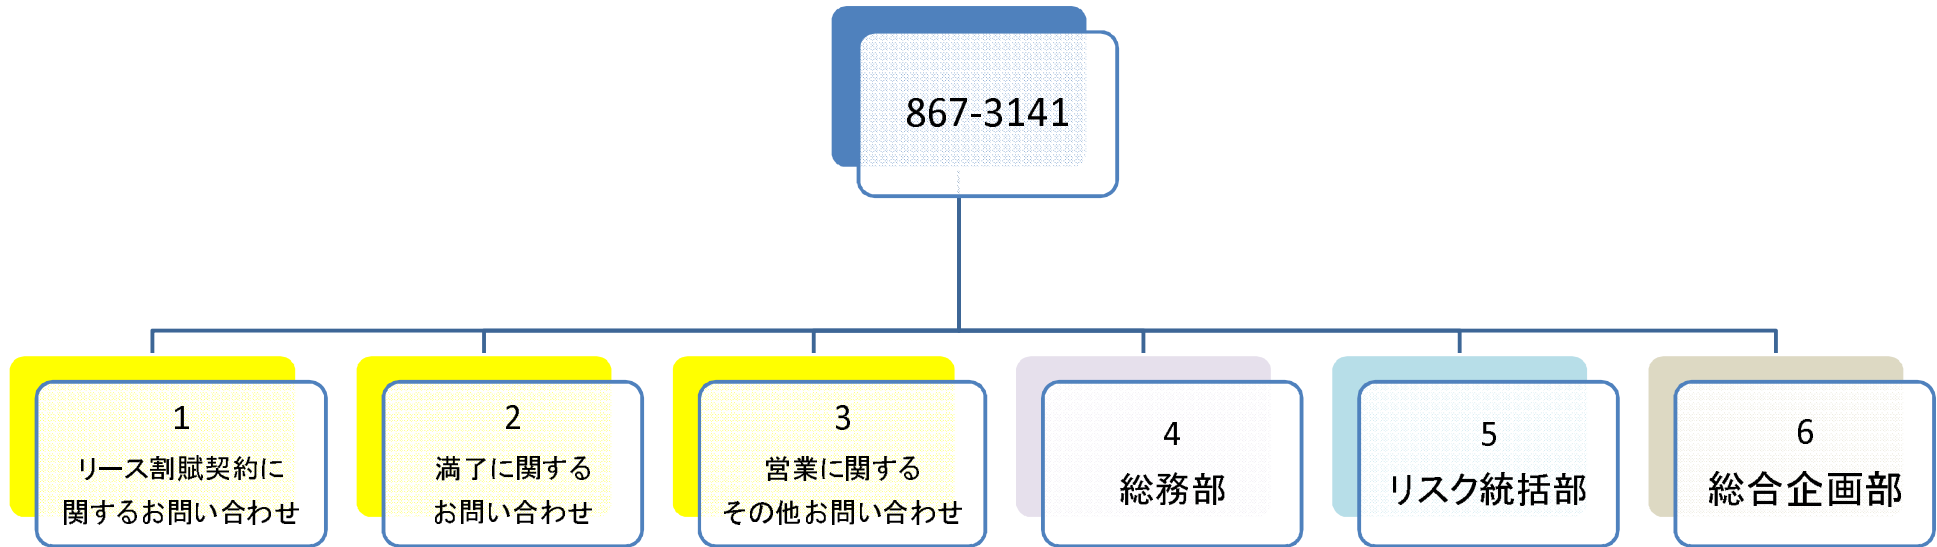 867-3141
1
リース割賦契約に
関するお問い合わせ
2
満了に関する
お問い合わせ
3
営業に関する
その他お問い合わせ
4
総務部
5
リスク統括部
6
総合企画部